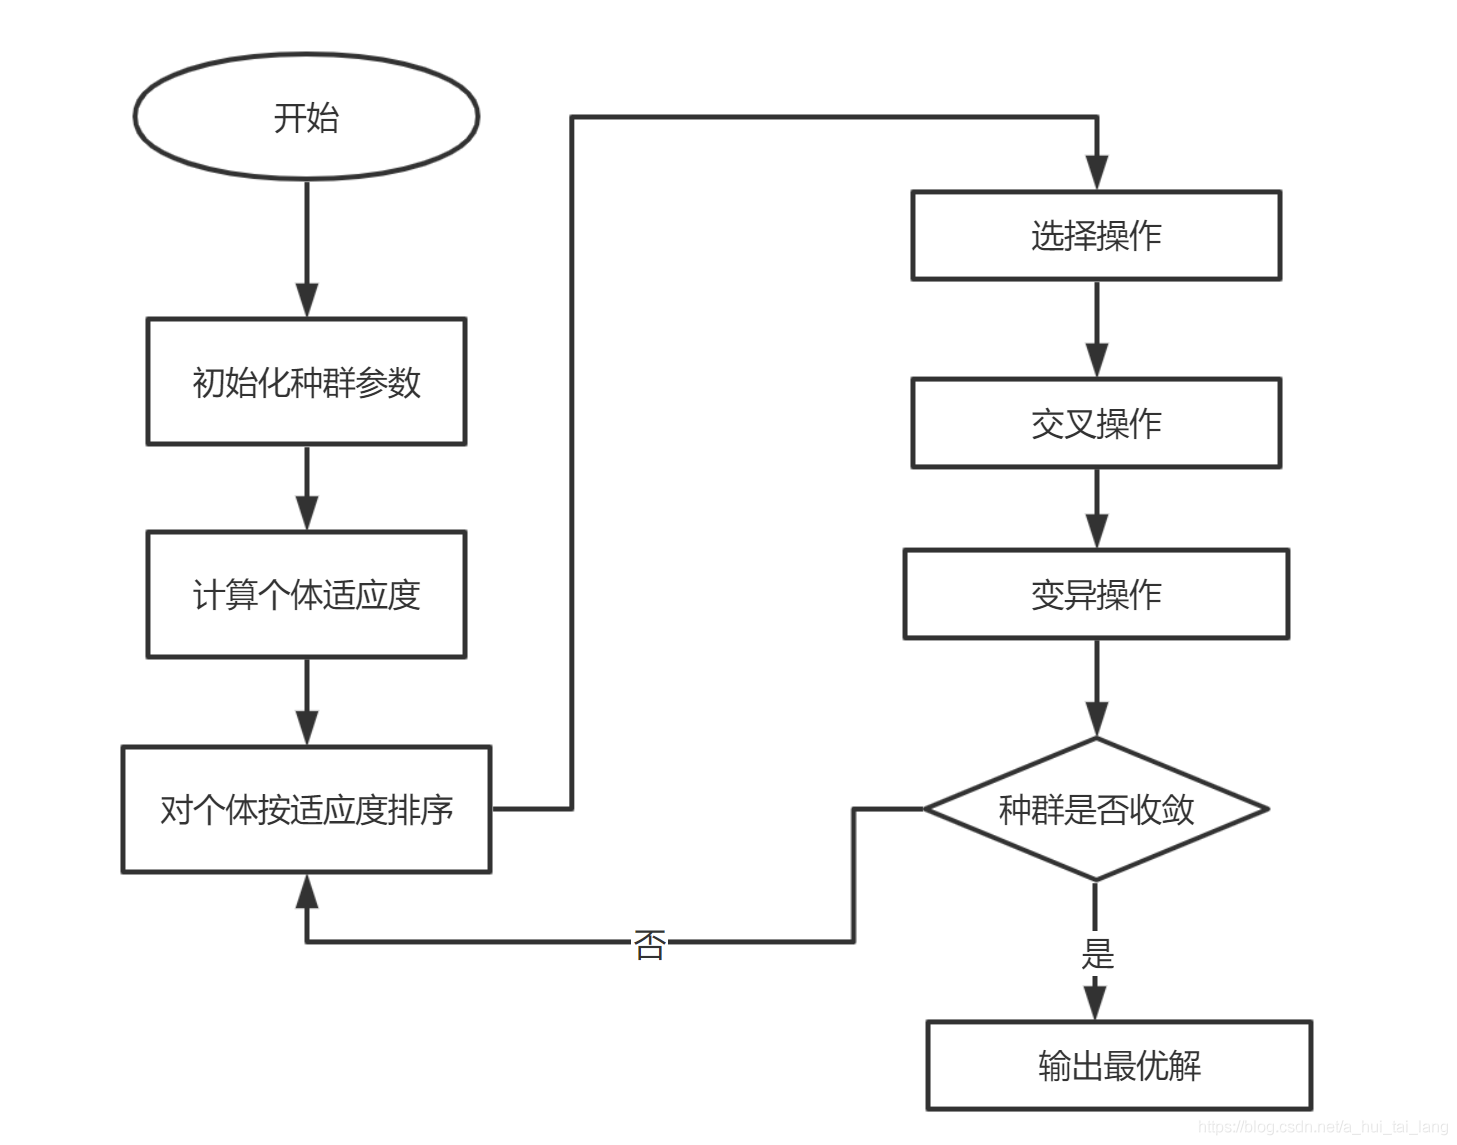 开始
初始化种群参数
计算个体适应度
对个体按适应度排序
选择操作
交叉操作
变异操作
种群是否收敛
否
是
输出最优解
https://blog.csdn.net/a_hui_tai_lang